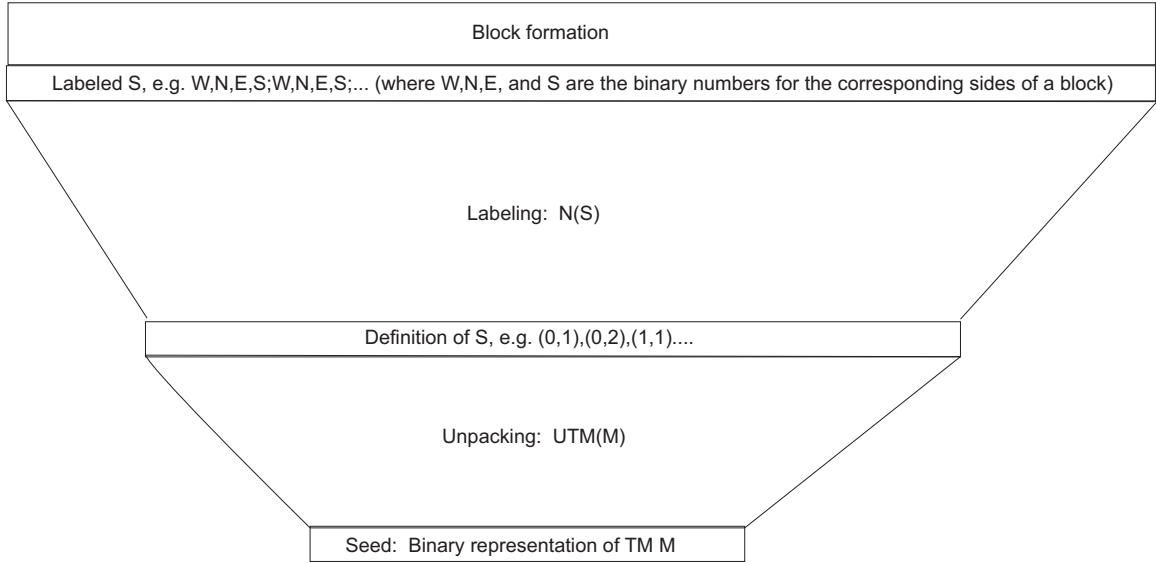 Block formation
Labeled S, e.g. W,N,E,S;W,N,E,S;... (where W,N,E, and S are the binary numbers for the corresponding sides of a block)
Labeling: N(S)
Definition of S, e.g. (0,1),(0,2),(1,1)....
Unpacking: UTM(M)
Seed: Binary representation of TM M